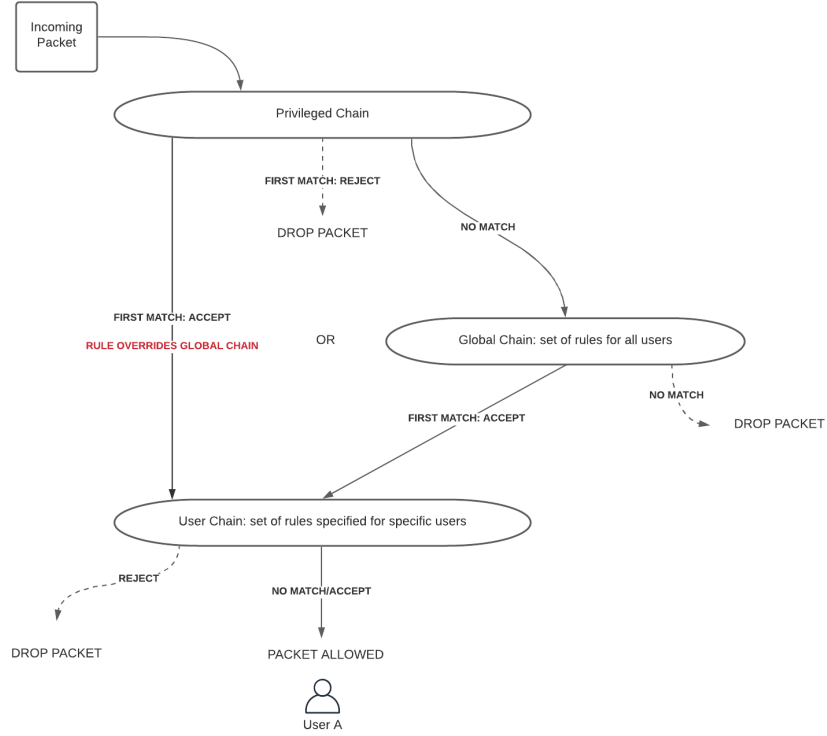 Incoming
Packet
Privileged Chain
FIRST MATCH: REJECT
DROP PACKET
NO MATCH
FIRST MATCH: ACCEPT
RULE OVERRIDES GLOBAL CHAIN
OR
Global Chain: set of rules for all users
NO MATCH
DROP PACKET
FIRST MATCH: ACCEPT
User Chain: set of rules specified for specific users
REJECT
NO MATCH/ACCEPT
DROP PACKET
PACKET ALLOWED
User A